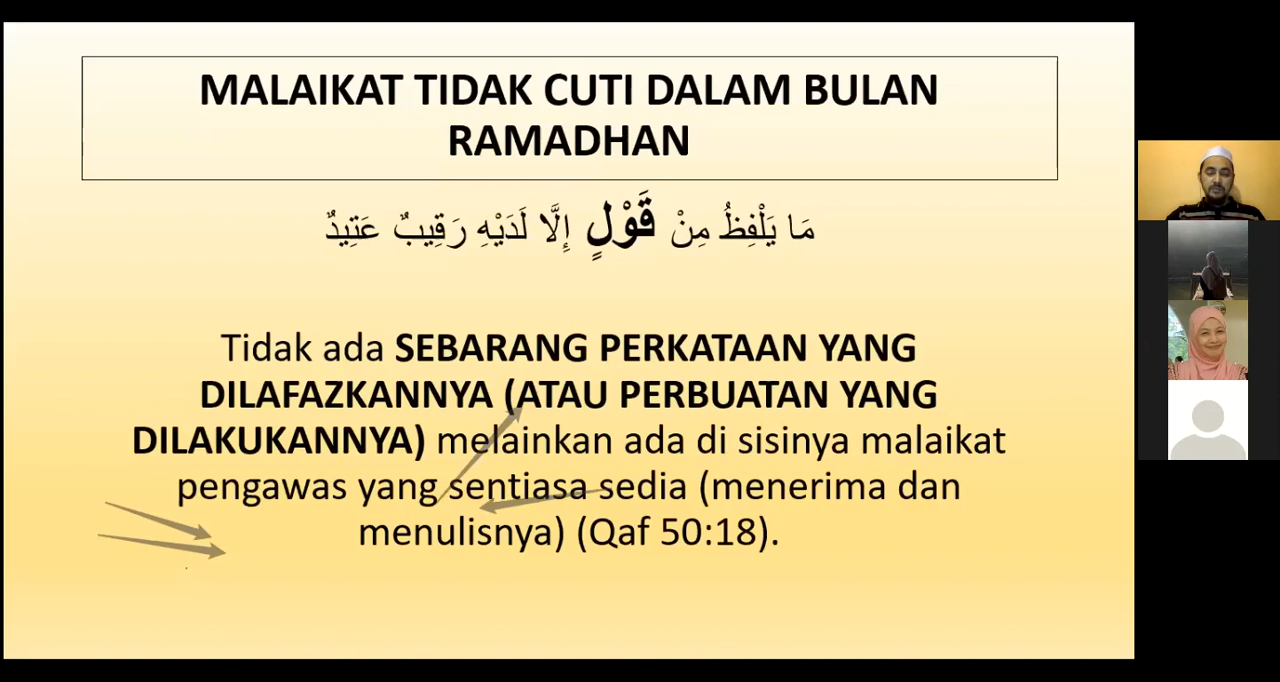 MALAIKAT TIDAK CUTI DALAM BULAN
RAMADHAN
مَا يَلْفِظُ مِنْ قَوْلٍ إِلَّا لَدَيْهِ رَقِيبٌ عَتِيدٌ
Tidak ada SEBARANG PERKATAAN YANG
DILAFAZKANNYA (ATAU PERBUATAN YANG
DILAKUKANNYA) melainkan ada di sisinya malaikat
pengawas yang sentiasa sedia (menerima dan
menulisnya) (Qaf 50:18).